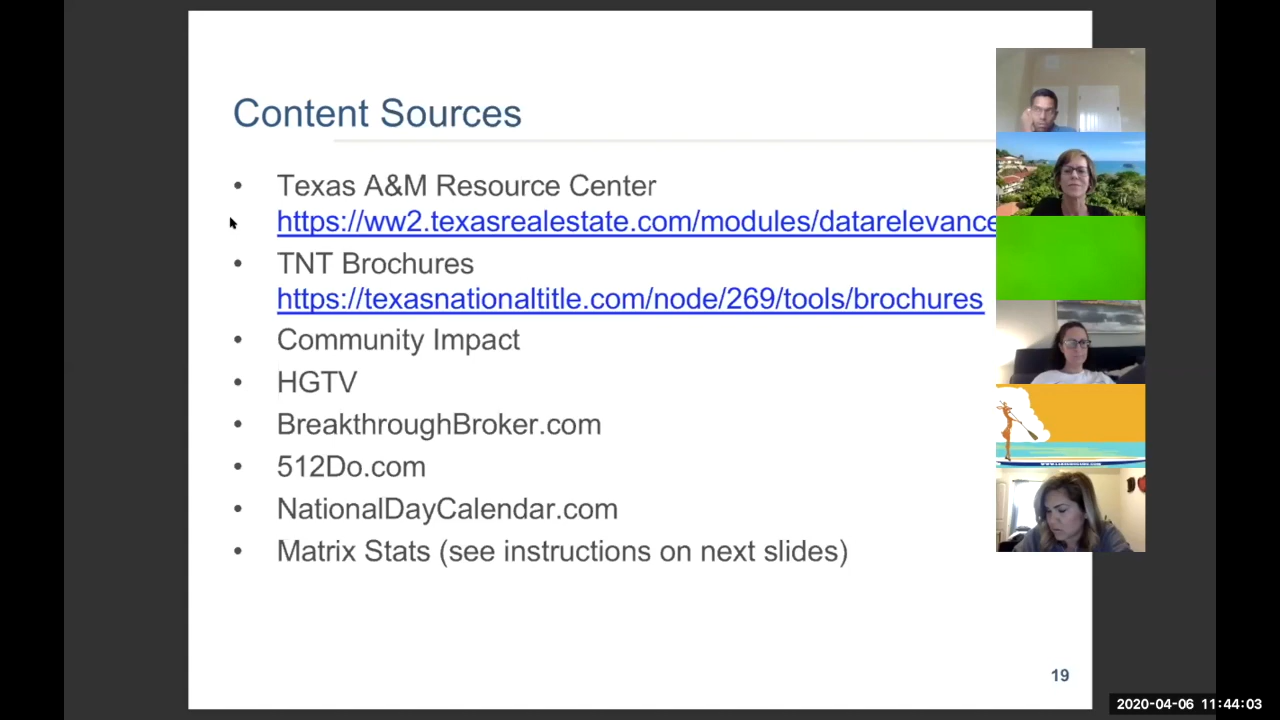 Content Sources
• Texas A&M Resource Center
https://ww2.texasrealestate.com/modules/datarelevance
• TNT Brochures
https://texasnationaltitle.com/node/269/tools/brochures
• Community Impact
• HGTV
• BreakthroughBroker.com
• 512Do.com
• NationalDayCalendar.com
• Matrix Stats (see instructions on next slides)
19
2020-04-06 11:44:03